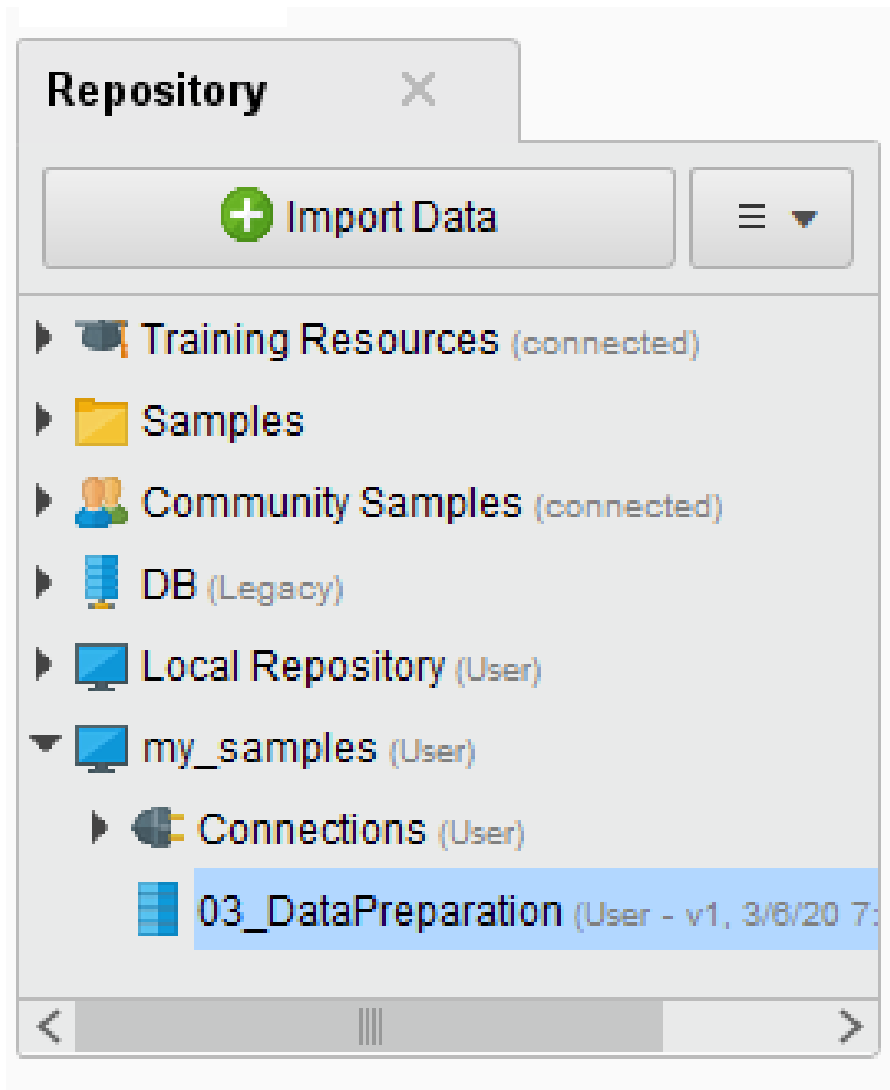 Repository
Import Data
Training Resources (connected)
Samples
Community Samples (connected)
DB (Legacy)
Local Repository (User)
my_samples (User)
Connections (User)
03_DataPreparation (User - v1, 3/6/20 7: